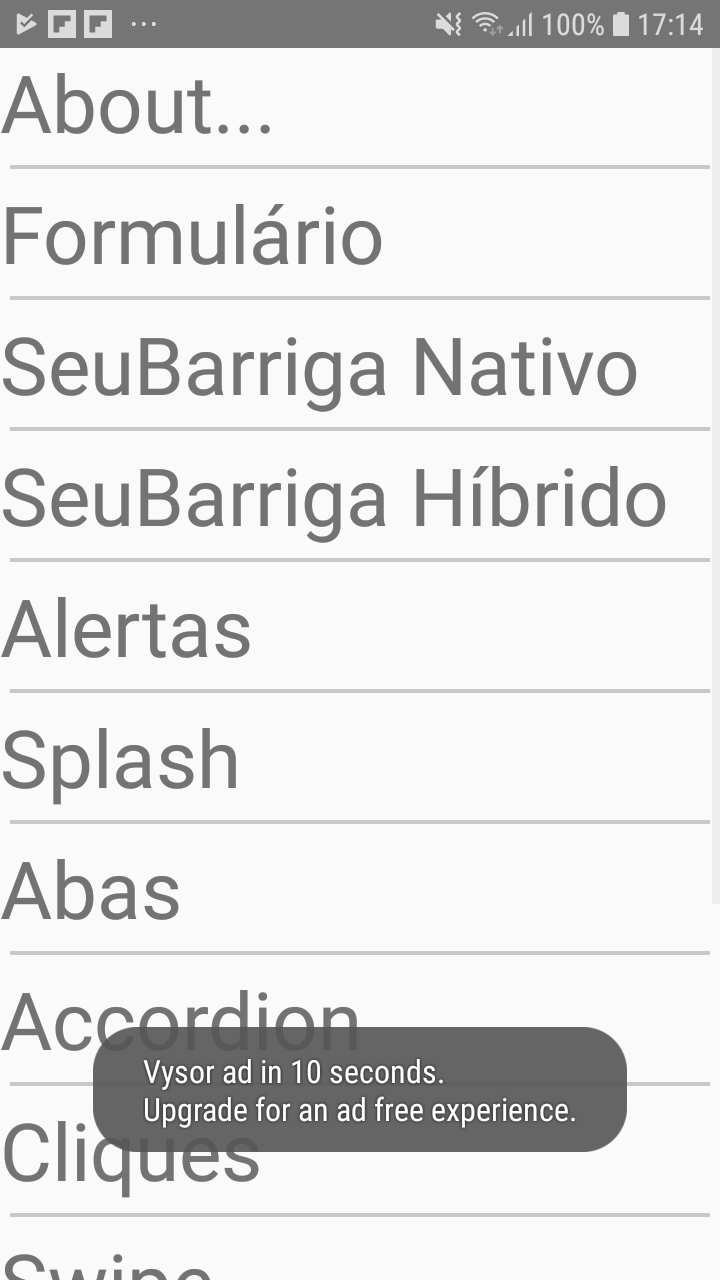 100% 17:14
About...
Formulário
SeuBarriga Nativo
SeuBarriga Híbrido
Alertas
Splash
Abas
Accordion
Vysor ad in 10 seconds.
Upgrade for an ad free experience.
Cliques
Swipe